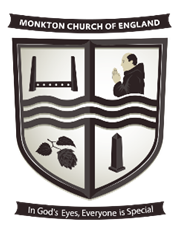 MONKTON CHURCH OF ENGLAND
In God's Eyes, Everyone is Special